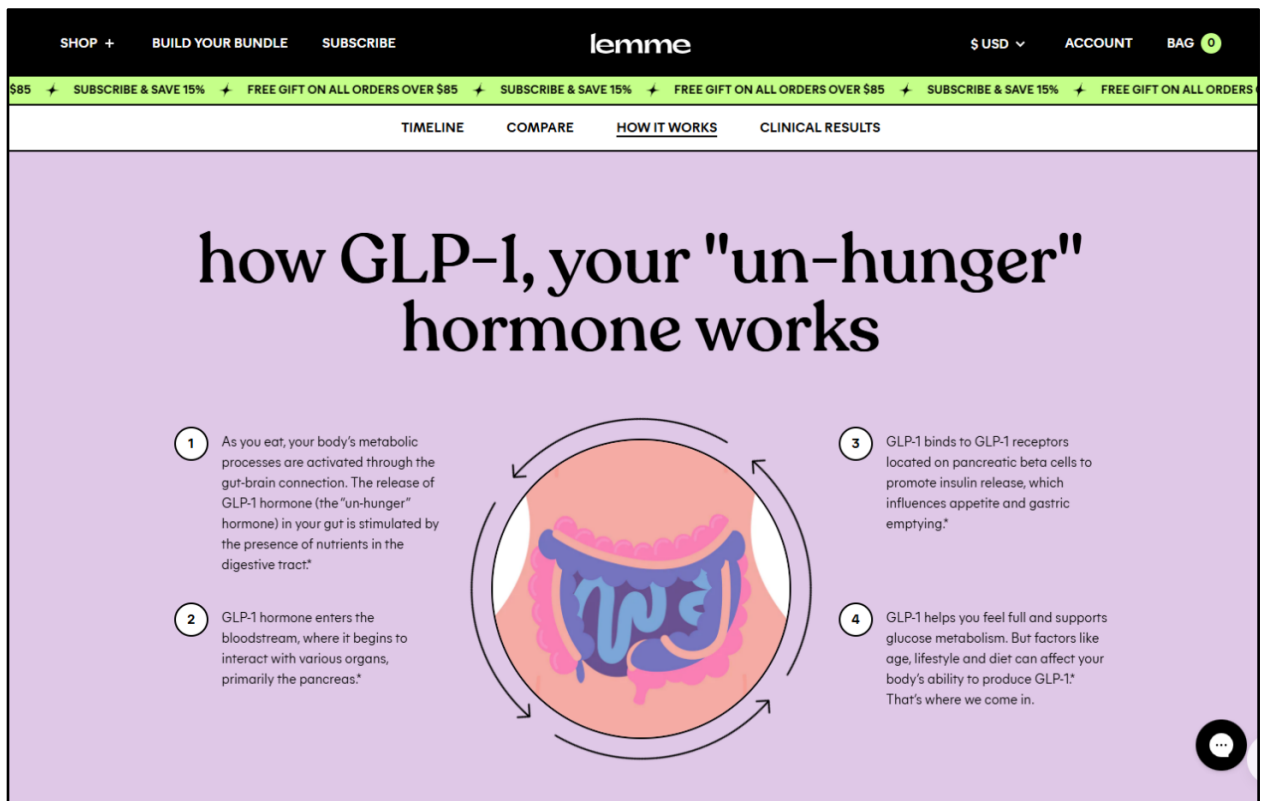 SHOP +
BUILD YOUR BUNDLE
SUBSCRIBE
lemme
$ USD
ACCOUNT
BAG 0
$85 SUBSCRIBE & SAVE 15% FREE GIFT ON ALL ORDERS OVER $85 SUBSCRIBE & SAVE 15% FREE GIFT ON ALL ORDERS OVER $85 SUBSCRIBE & SAVE 15% FREE GIFT ON ALL ORDERS
TIMELINE
COMPARE
HOW IT WORKS
CLINICAL RESULTS
how GLP-1, your "un-hunger"
hormone works
1
As you eat, your body's metabolic
processes are activated through the
gut-brain connection. The release of
GLP-1 hormone (the "un-hunger"
hormone) in your gut is stimulated by
the presence of nutrients in the
digestive tract.*
2
GLP-1 hormone enters the
bloodstream, where it begins to
interact with various organs,
primarily the pancreas.*
3
GLP-1 binds to GLP-1 receptors
located on pancreatic beta cells to
promote insulin release, which
influences appetite and gastric
emptying.*
4
GLP-1 helps you feel full and supports
glucose metabolism. But factors like
age, lifestyle and diet can affect your
body's ability to produce GLP-1.*
That's where we come in.